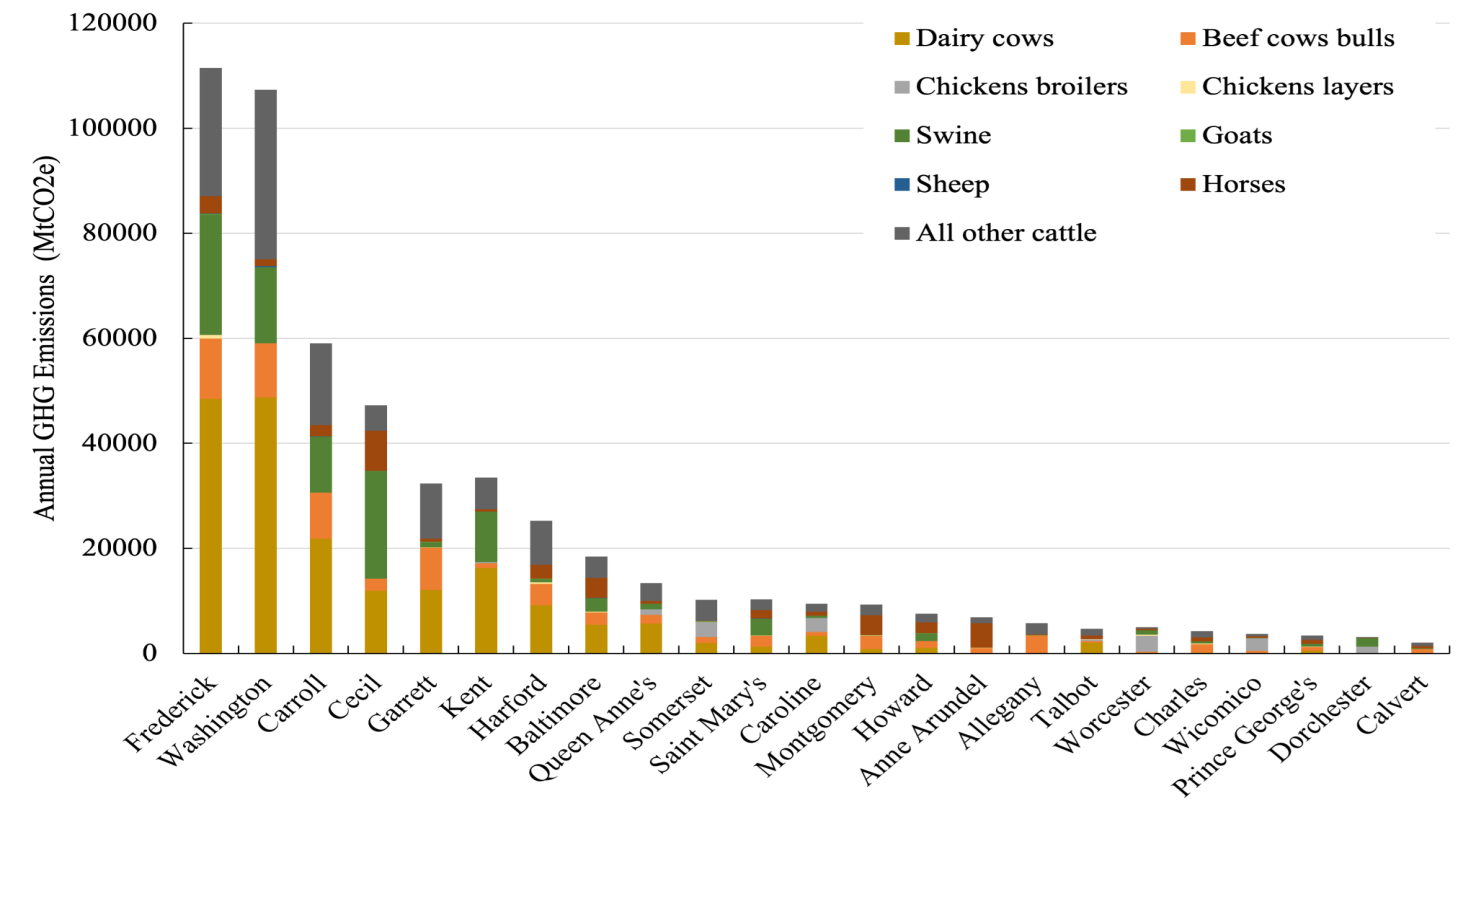 120000
100000
80000
60000
40000
20000
0
Annual GHG Emissions (MtCO2e)
Dairy cows
Beef cows bulls
Chickens broilers
Chickens layers
Swine
Goats
Sheep
Horses
All other cattle
Frederick
Washington
Carroll
Cecil
Garrett
Kent
Harford
Baltimore
Queen Anne's
Somerset
Saint Mary's
Caroline
Montgomery
Howard
Anne Arundel
Allegany
Talbot
Worcester
Charles
Wicomico
Prince George's
Dorchester
Calvert